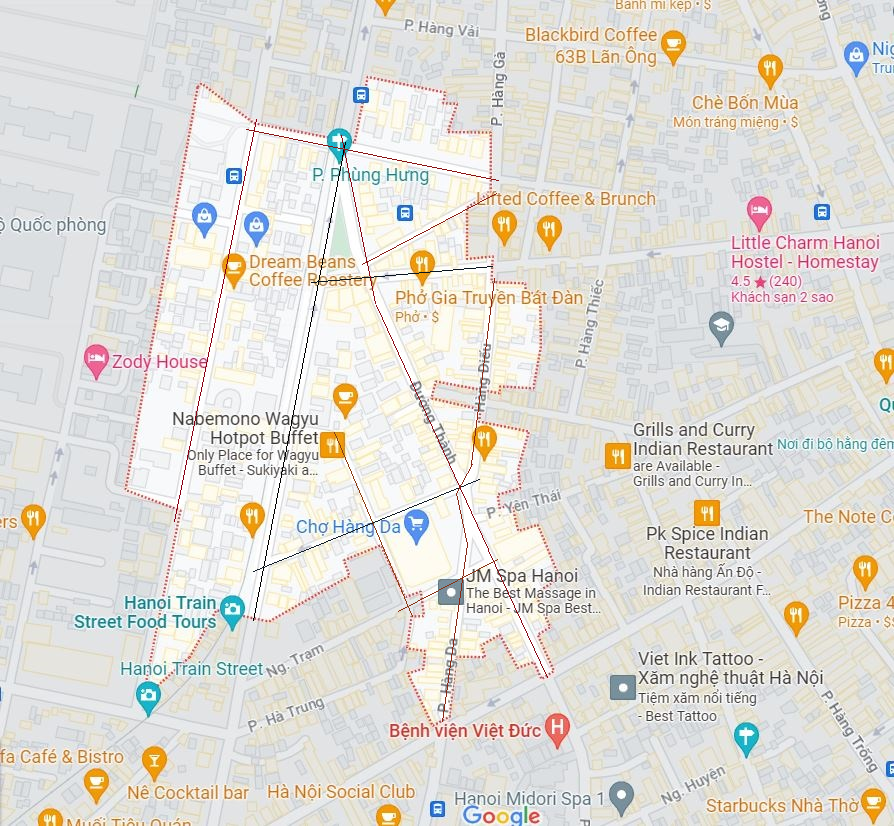 Bánh mì kẹp • $
P. Hàng Vải
Blackbird Coffee
63B Lãn Ông
P. Hàng Gà
Chè Bốn Mùa
Món tráng miệng • $
P. Phùng Hưng
Lifted Coffee & Brunch
Quốc phòng
Little Charm Hanoi
Hostel - Homestay
4.5 ★ (240)
Khách sạn 2 sao
Dream Beans
Coffee Roastery
Phở Gia Truyền Bát Đàn
Phở • $
P. Hàng Thiếc
Zody House
Hàng Điếu
Đường Thành
Nabemono Wagyu
Hotpot Buffet
Only Place for Wagyu
Buffet - Sukiyaki a...
Grills and Curry
Indian Restaurant
are Available -
Grills and Curry In...
Nơi đi bộ hằng đêm
P. Yên Thái
Chợ Hàng Da
Pk Spice Indian
Restaurant
Nhà hàng Ấn Độ -
Indian Restaurant F...
The Note Co
JM Spa Hanoi
The Best Massage in
Hanoi - JM Spa Best...
Hanoi Train
Street Food Tours
Pizza 4
Pizza • $$
Hanoi Train Street
Ng. Trạm
P. Hàng Da
Viet Ink Tattoo -
Xăm nghệ thuật Hà Nội
Tiệm xăm nổi tiếng
- Best Tattoo
P. Hà Trung
P. Hàng Trống
Bệnh viện Việt Đức
Café & Bistro
Nê Cocktail bar
Hà Nội Social Club
Hanoi Midori Spa 1
Ng. Huyện
Starbucks Nhà Thờ
Muối Tiêu Quán
Google